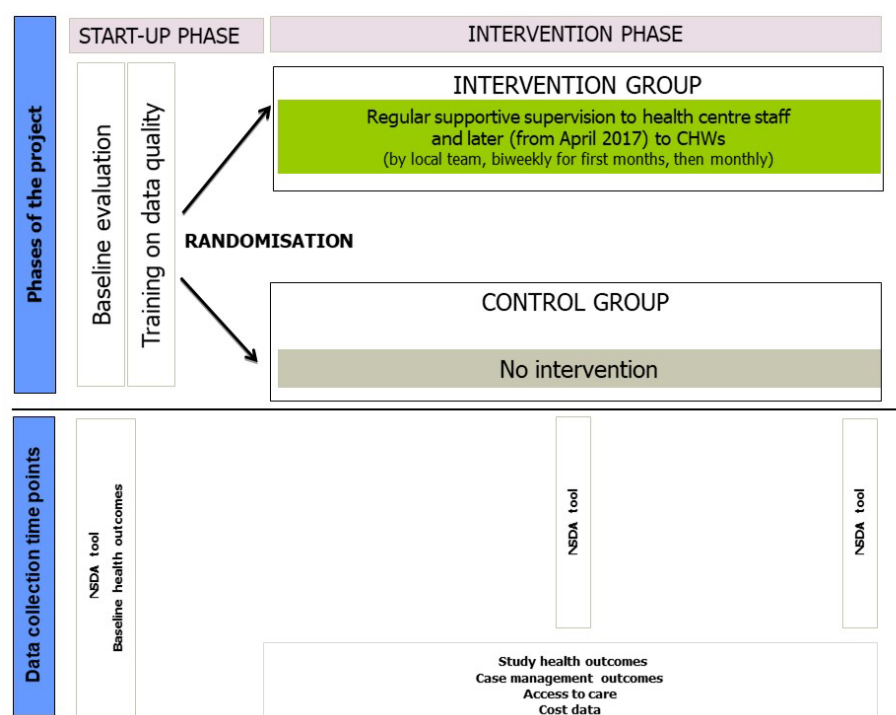 START-UP PHASE
INTERVENTION PHASE
Phases of the project
Baseline evaluation
Training on data quality
RANDOMISATION
INTERVENTION GROUP
Regular supportive supervision to health centre staff
and later (from April 2017) to CHWs
(by local team, biweekly for first months, then monthly)
CONTROL GROUP
No intervention
Data collection time points
NSDA tool
Baseline health outcomes
NSDA tool
NSDA tool
Study health outcomes
Case management outcomes
Access to care
Cost data